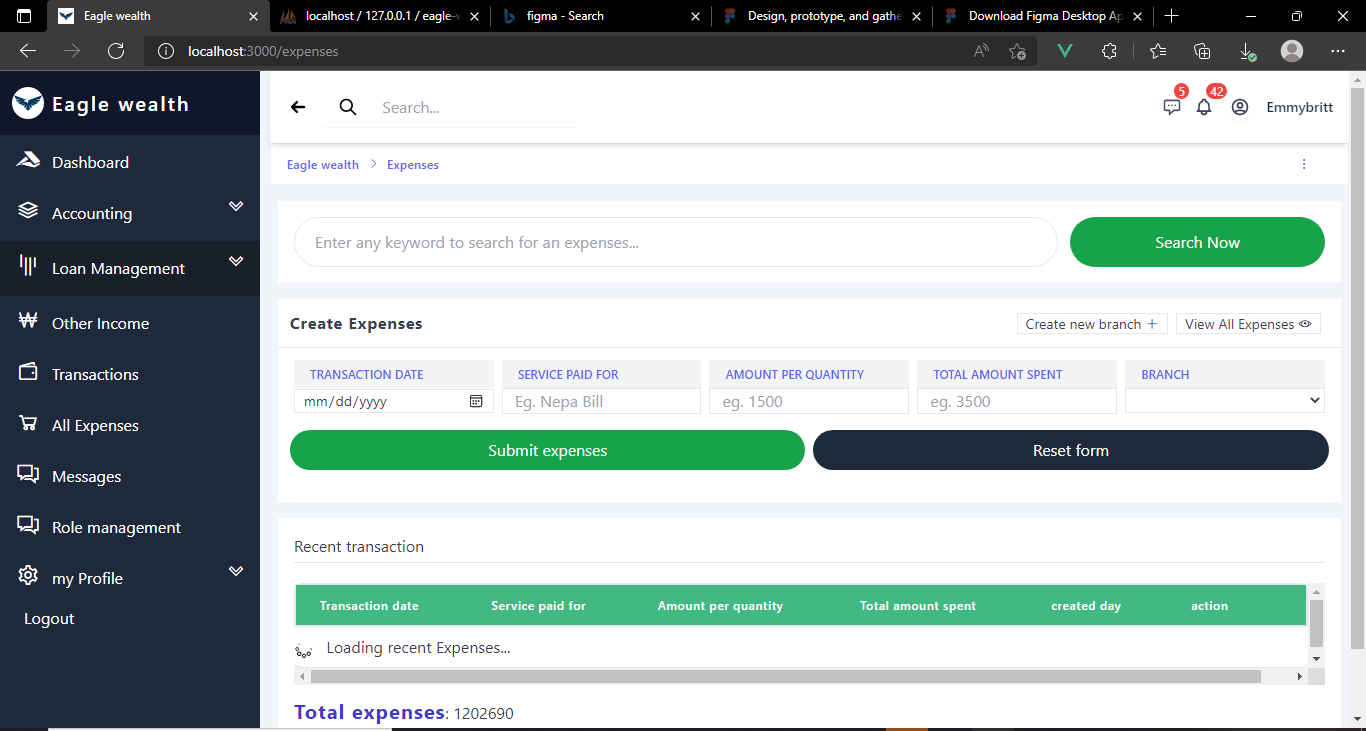 Eagle wealth
localhost / 127.0.0.1 / eagle-w
figma - Search
Design, prototype, and gathe
Download Figma Desktop Ap
localhost:3000/expenses
Eagle wealth
Search...
5
42
Emmybritt
Dashboard
Accounting
Loan Management
Other Income
Transactions
All Expenses
Messages
Role management
my Profile
Logout
Eagle wealth > Expenses
Enter any keyword to search for an expenses...
Search Now
Create Expenses
Create new branch +
View All Expenses
TRANSACTION DATE
SERVICE PAID FOR
AMOUNT PER QUANTITY
TOTAL AMOUNT SPENT
BRANCH
mm/dd/yyyy
Eg. Nepa Bill
eg. 1500
eg. 3500
Submit expenses
Reset form
Recent transaction
Transaction date
Service paid for
Amount per quantity
Total amount spent
created day
action
Loading recent Expenses...
Total expenses: 1202690